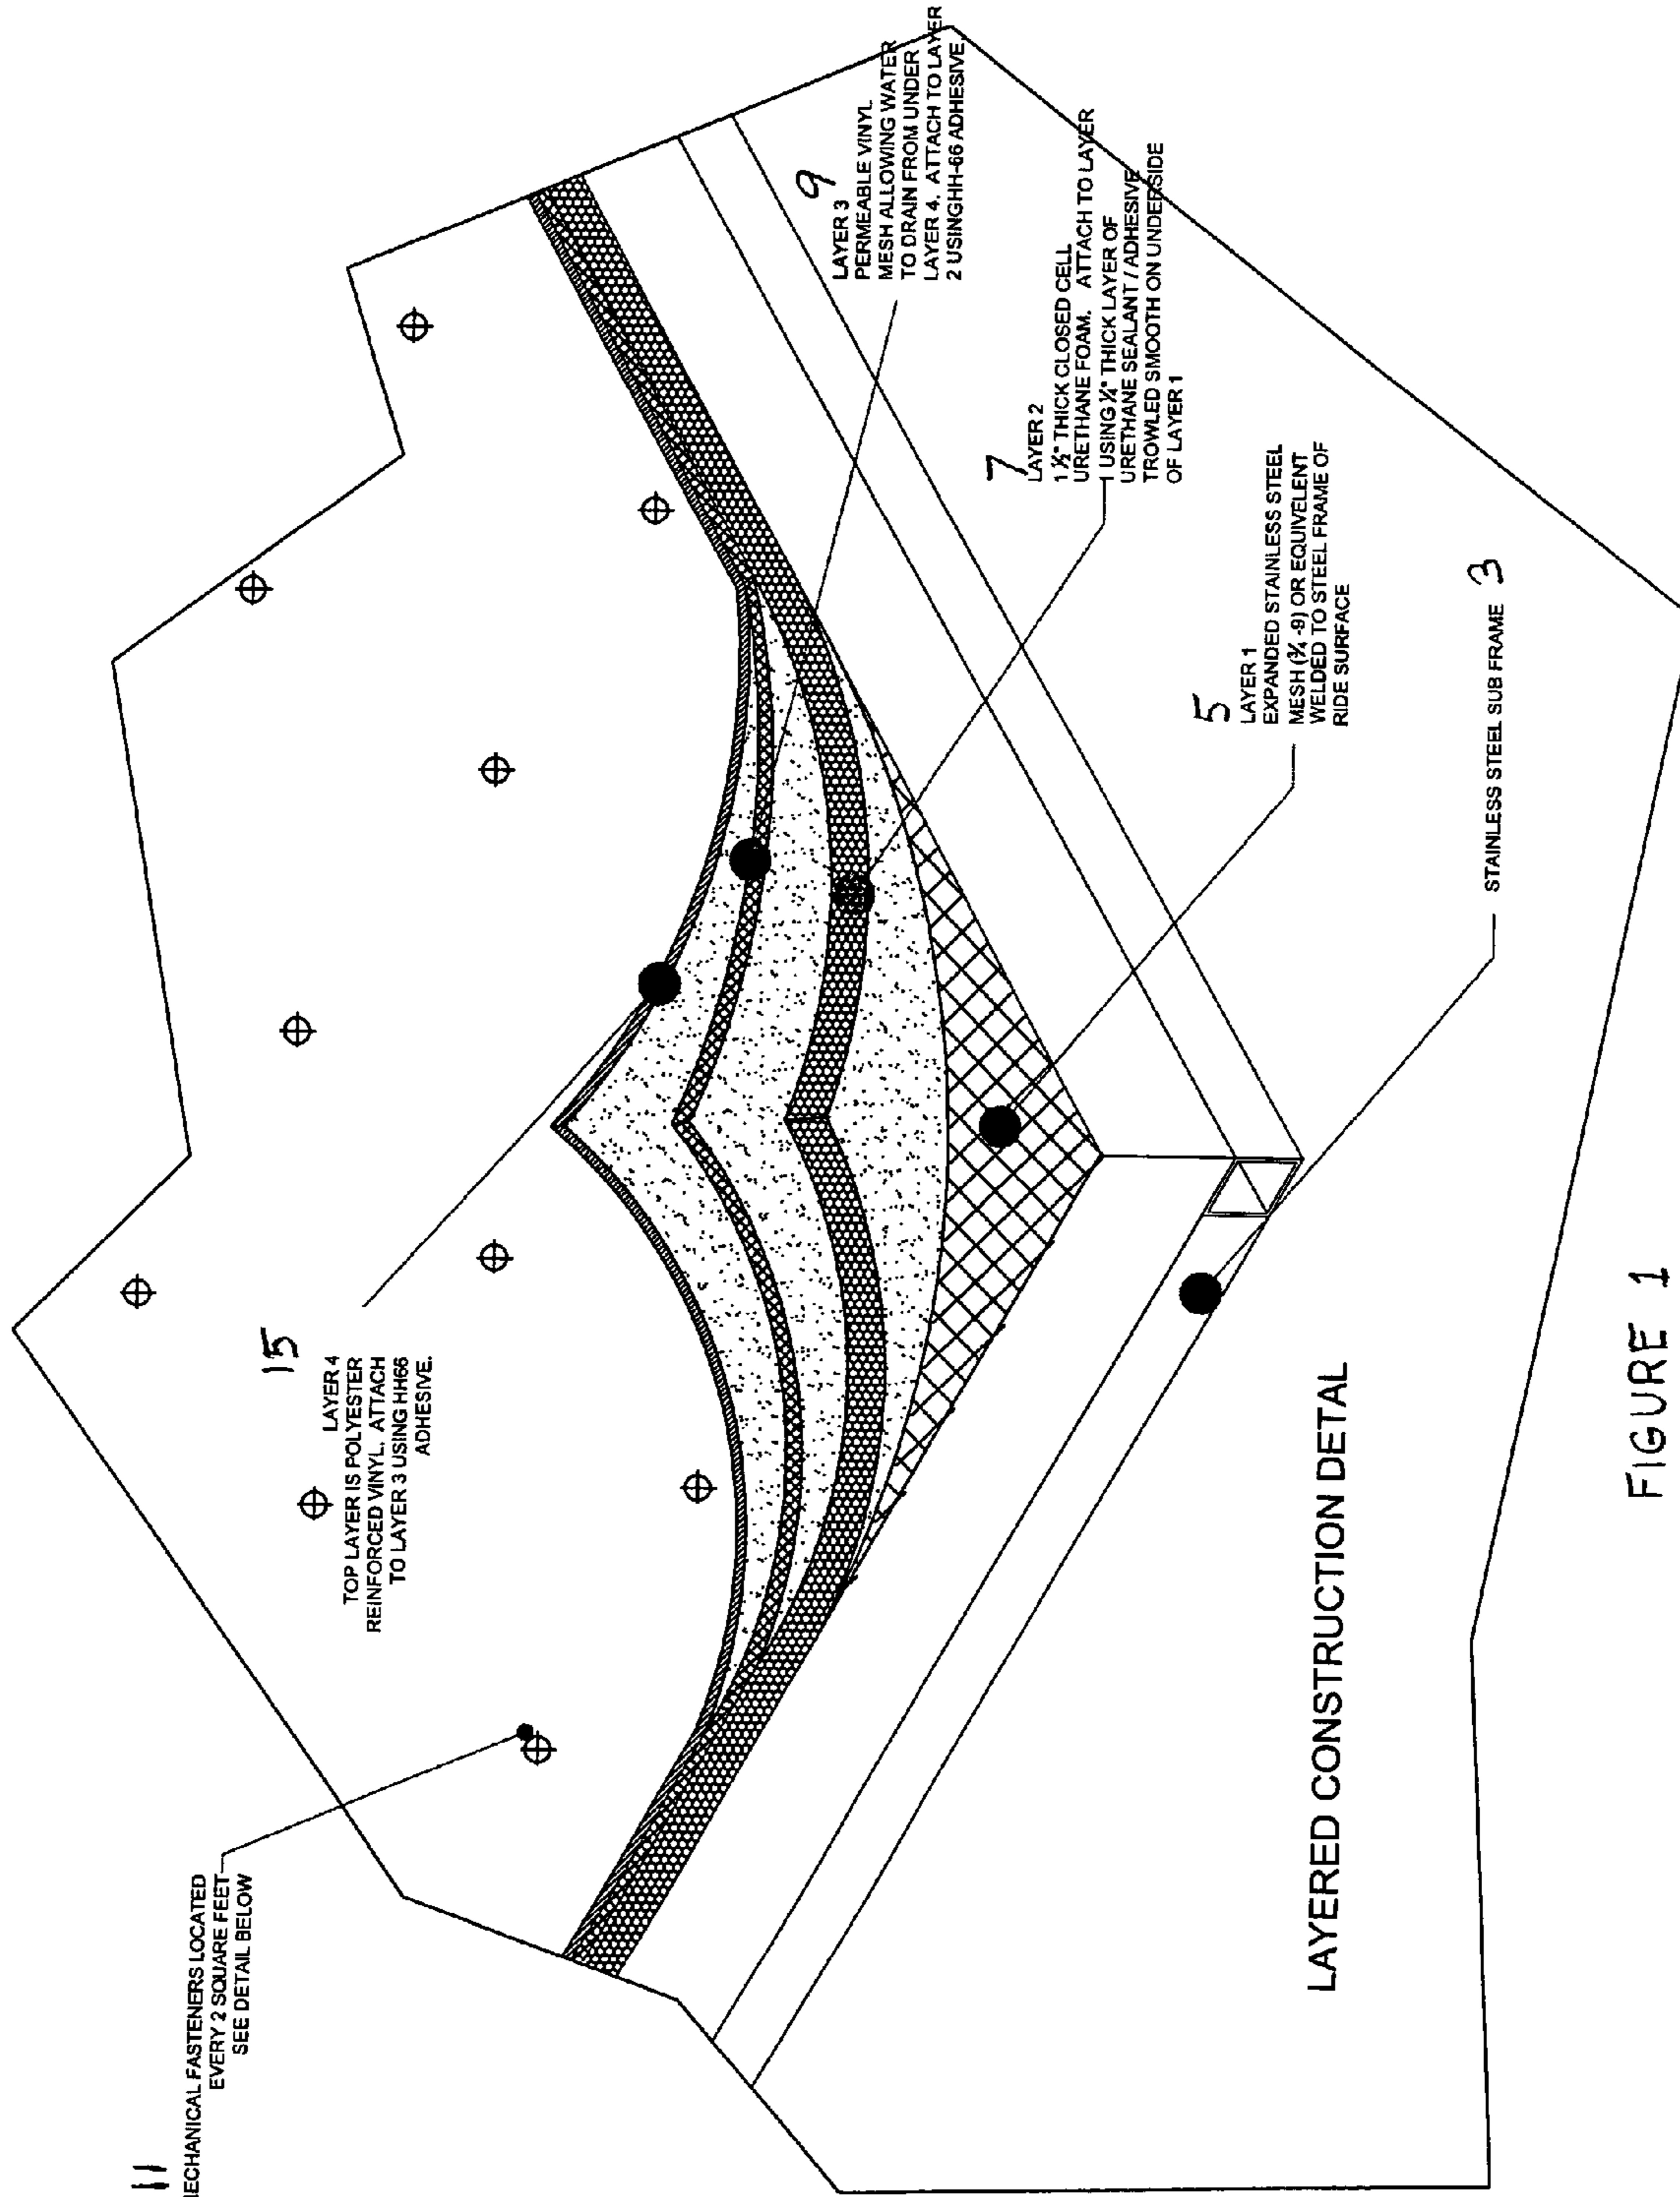 11
MECHANICAL FASTENERS LOCATED
EVERY 2 SQUARE FEET
SEE DETAIL BELOW
15
LAYER 4
TOP LAYER IS POLYESTER
REINFORCED VINYL. ATTACH
TO LAYER 3 USING HH66
ADHESIVE.
9
LAYER 3
PERMEABLE VINYL
MESH ALLOWING WATER
TO DRAIN FROM UNDER
LAYER 4. ATTACH TO LAYER
2 USINGHH-66 ADHESIVE.
7
LAYER 2
1 ½" THICK CLOSED CELL
URETHANE FOAM. ATTACH TO LAYER
1 USING ¼" THICK LAYER OF
URETHANE SEALANT / ADHESIVE
TROWLED SMOOTH ON UNDERSIDE
OF LAYER 1
5
LAYER 1
EXPANDED STAINLESS STEEL
MESH (¾ -9) OR EQUIVELENT
WELDED TO STEEL FRAME OF
RIDE SURFACE
STAINLESS STEEL SUB FRAME 3
LAYERED CONSTRUCTION DETAL
FIGURE 1